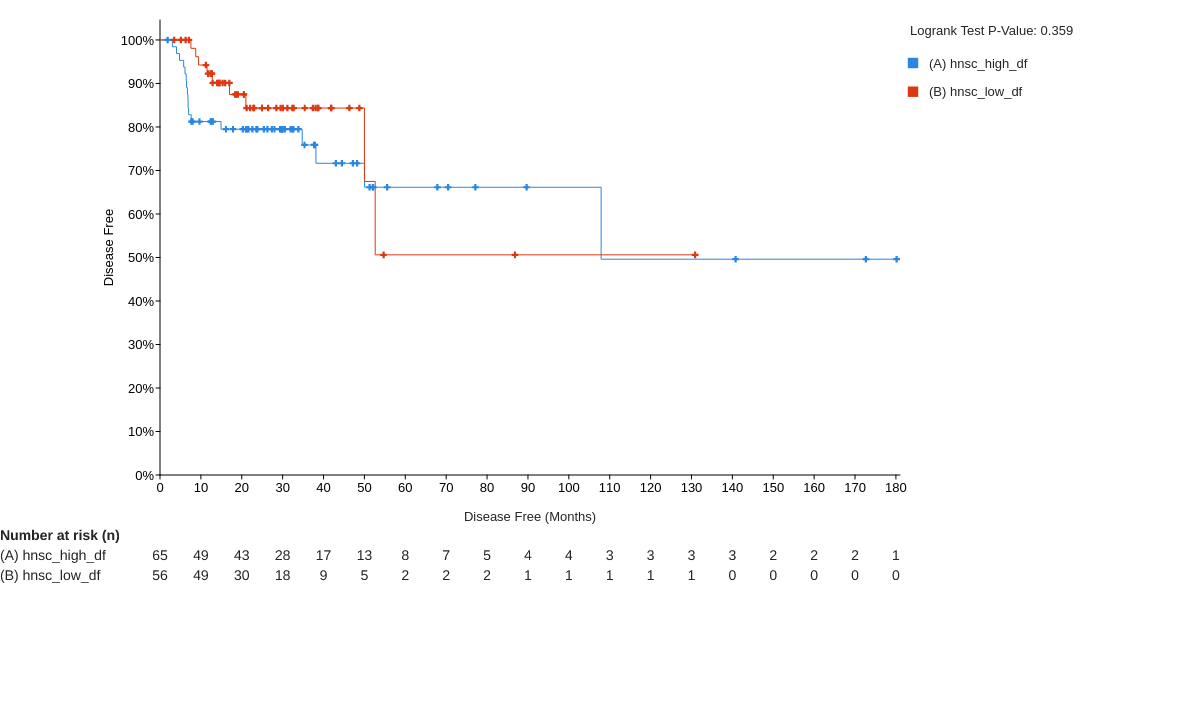 Logrank Test P-Value: 0.359
(A) hnsc_high_df
(B) hnsc_low_df
100%
90%
80%
70%
60%
50%
40%
30%
20%
10%
0%
Disease Free
0 10 20 30 40 50 60 70 80 90 100 110 120 130 140 150 160 170 180
Disease Free (Months)
Number at risk (n)
(A) hnsc_high_df 65 49 43 28 17 13 8 7 5 4 4 3 3 3 3 2 2 2 1
(B) hnsc_low_df 56 49 30 18 9 5 2 2 2 1 1 1 1 1 0 0 0 0 0